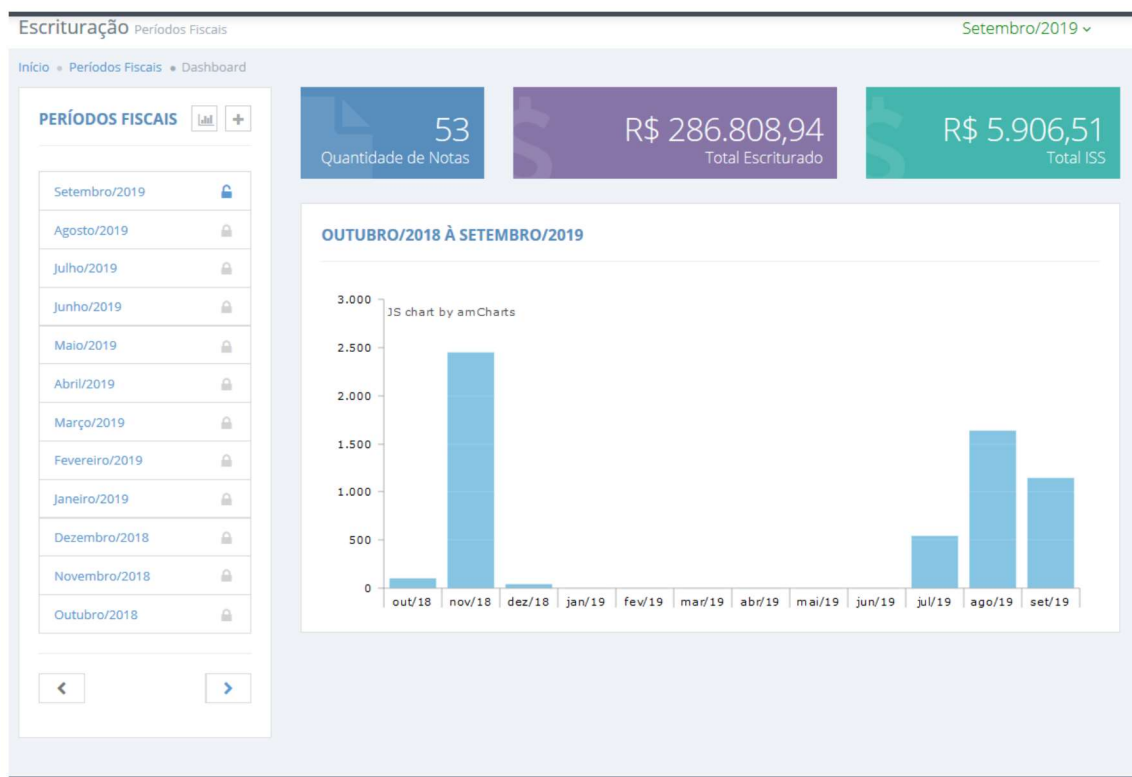 Escrituração Períodos Fiscais
Setembro/2019
Início • Períodos Fiscais • Dashboard
PERÍODOS FISCAIS
Setembro/2019
Agosto/2019
Julho/2019
Junho/2019
Maio/2019
Abril/2019
Março/2019
Fevereiro/2019
Janeiro/2019
Dezembro/2018
Novembro/2018
Outubro/2018
53
Quantidade de Notas
R$ 286.808,94
Total Escriturado
R$ 5.906,51
Total ISS
OUTUBRO/2018 À SETEMBRO/2019
JS chart by amCharts
3.000
2.500
2.000
1.500
1.000
500
0
out/18 nov/18 dez/18 jan/19 fev/19 mar/19 abr/19 mai/19 jun/19 jul/19 ago/19 set/19